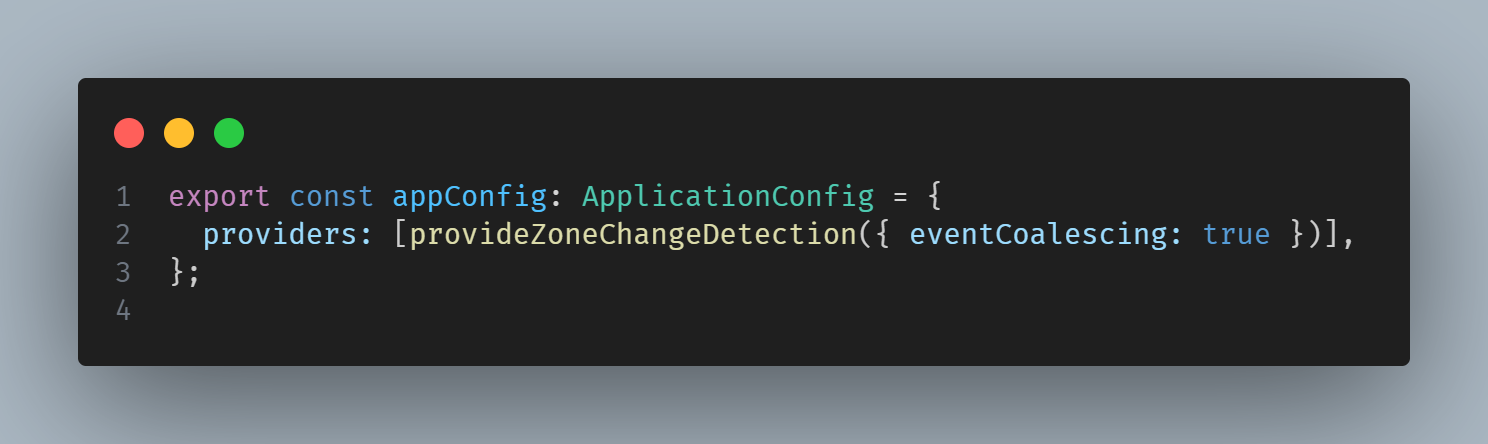 1 export const appConfig: ApplicationConfig = {
2   providers: [provideZoneChangeDetection({ eventCoalescing: true })],
3 };
4